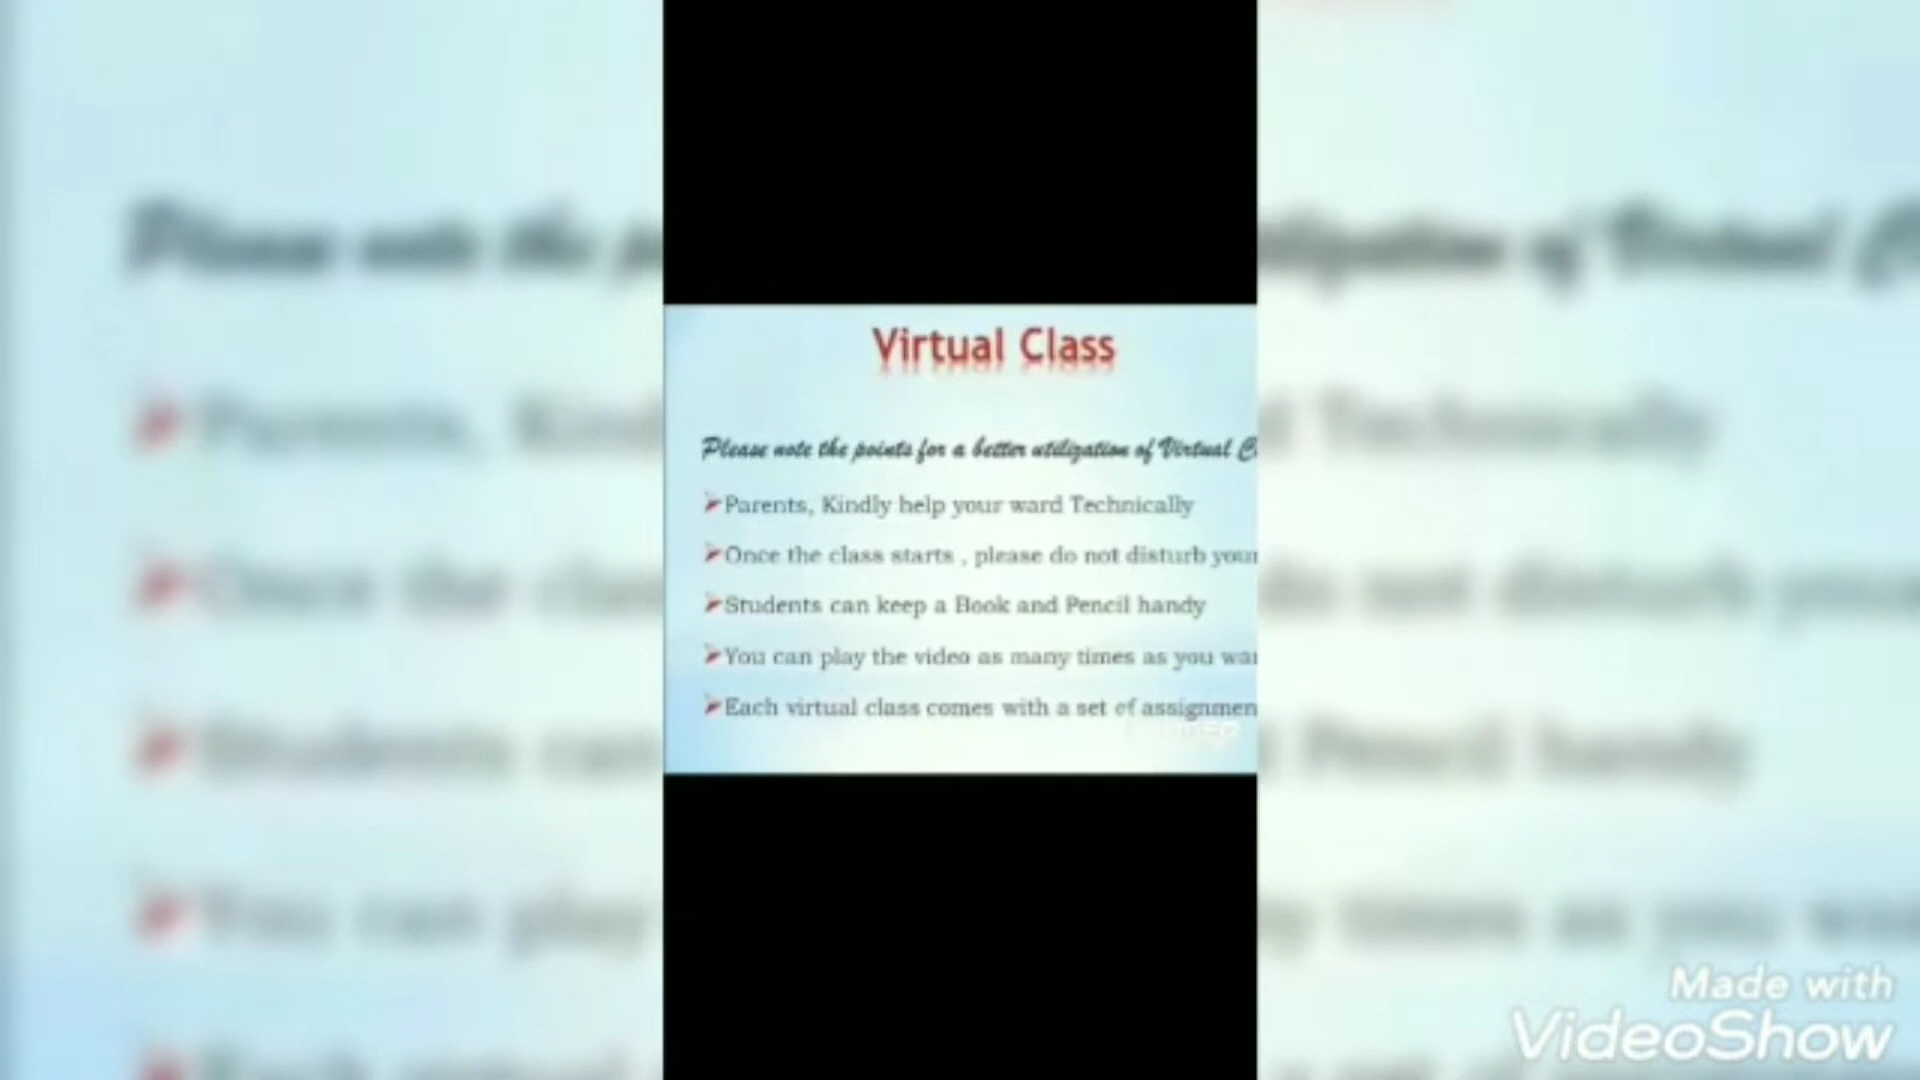 Virtual Class
Please note the points for a better utilization of Virtual C
Parents, Kindly help your ward Technically
Once the class starts , please do not disturb your
Students can keep a Book and Pencil handy
You can play the video as many times as you
Each virtual class comes with a set of assignmen
Made with
VideoShow